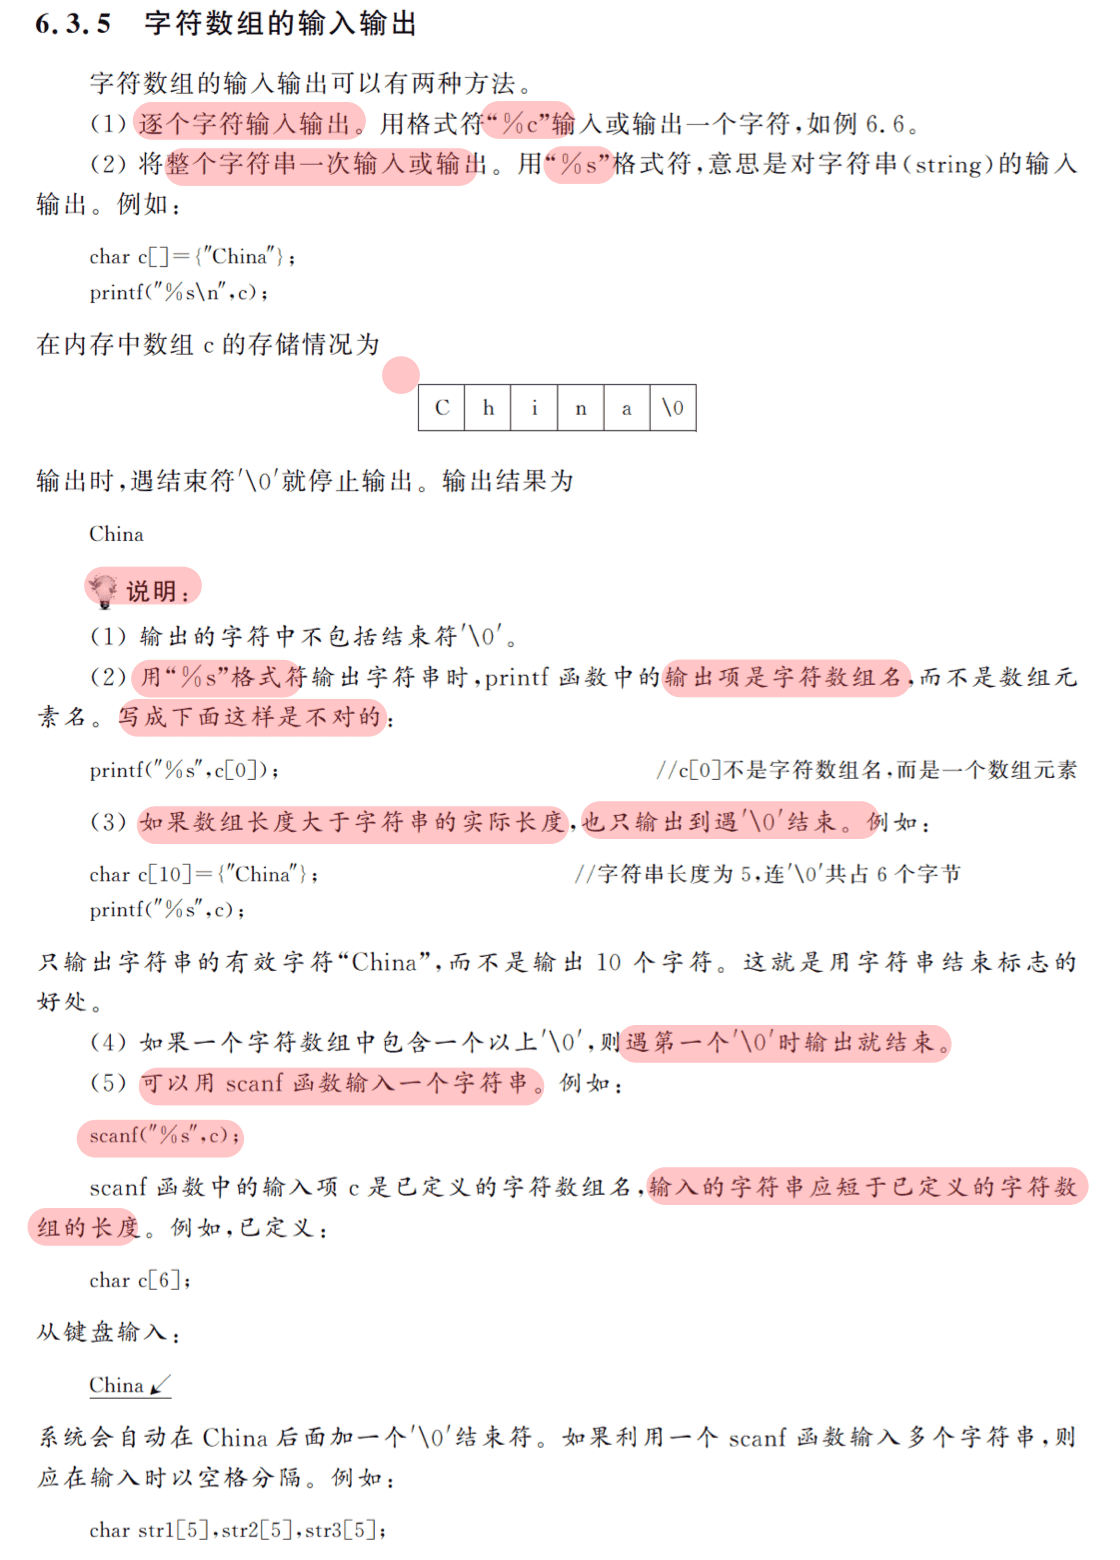 6.3.5 字符数组的输入输出
字符数组的输入输出可以有两种方法。
(1) 逐个字符输入输出。用格式符“%c”输入或输出一个字符,如例 6.6。
(2) 将整个字符串一次输入或输出。用“%s”格式符,意思是对字符串(string)的输入
输出。例如:
char c[]={"China"};
printf("%s\n",c);
在内存中数组 c 的存储情况为
C h i n a \0
输出时,遇结束符'\0'就停止输出。输出结果为
China
说明:
(1) 输出的字符中不包括结束符'\0'。
(2) 用“%s”格式符输出字符串时,printf 函数中的输出项是字符数组名,而不是数组元
素名。写成下面这样是不对的:
printf("%s",c[0]); //c[0]不是字符数组名,而是一个数组元素
(3) 如果数组长度大于字符串的实际长度,也只输出到遇'\0'结束。例如:
char c[10]={"China"}; //字符串长度为 5,连'\0'共占 6 个字节
printf("%s",c);
只输出字符串的有效字符“China”,而不是输出 10 个字符。这就是用字符串结束标志的
好处。
(4) 如果一个字符数组中包含一个以上'\0',则遇第一个'\0'时输出就结束。
(5) 可以用 scanf 函数输入一个字符串。例如:
scanf("%s",c);
scanf 函数中的输入项 c 是已定义的字符数组名,输入的字符串应短于已定义的字符数
组的长度。例如,已定义:
char c[6];
从键盘输入:
China↙
系统会自动在 China 后面加一个'\0'结束符。如果利用一个 scanf 函数输入多个字符串,则
应在输入时以空格分隔。例如:
char str1[5],str2[5],str3[5];